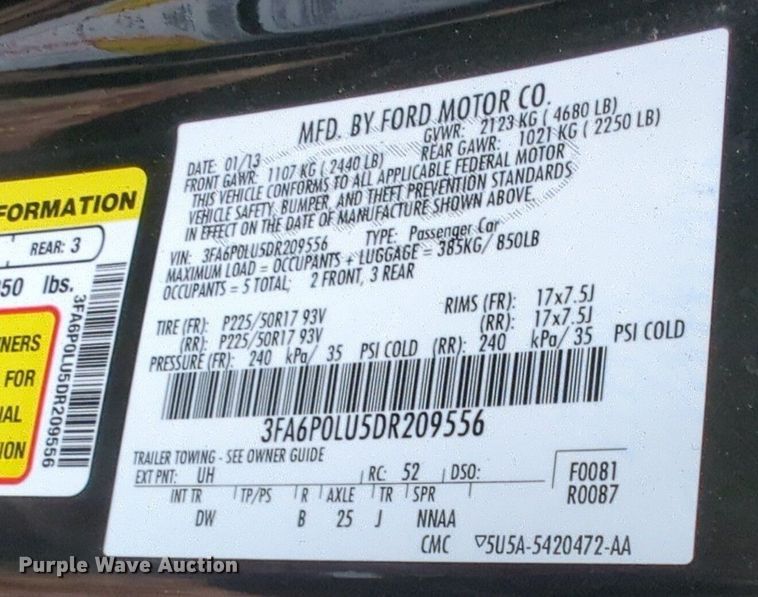 MFD. BY FORD MOTOR CO.
DATE: 01/13 GVWR: 2123 KG ( 4680 LB)
FRONT GAWR: 1107 KG ( 2440 LB) REAR GAWR: 1021 KG ( 2250 LB)
THIS VEHICLE CONFORMS TO ALL APPLICABLE FEDERAL MOTOR
VEHICLE SAFETY, BUMPER, AND THEFT PREVENTION STANDARDS
IN EFFECT ON THE DATE OF MANUFACTURE SHOWN ABOVE.
VIN: 3FA6P0LU5DR209556 TYPE: Passenger Car
MAXIMUM LOAD = OCCUPANTS + LUGGAGE = 385KG/ 850LB
OCCUPANTS = 5 TOTAL; 2 FRONT, 3 REAR
TIRE (FR): P225/50R17 93V RIMS (FR): 17x7.5J
(RR): P225/50R17 93V (RR): 17x7.5J
PRESSURE (FR): 240 kPa/ 35 PSI COLD (RR): 240 kPa/ 35 PSI COLD
3FA6P0LU5DR209556
TRAILER TOWING - SEE OWNER GUIDE
EXT PNT: UH RC: 52 DSO: F0081
INT TR TP/PS R AXLE TR SPR R0087
DW B 25 J NNAA
CMC ▽5U5A-5420472-AA
FORMATION
REAR: 3
50 lbs.
3FA6P0LU5DR209556
NERS
FOR
AL
ION
Purple Wave Auction